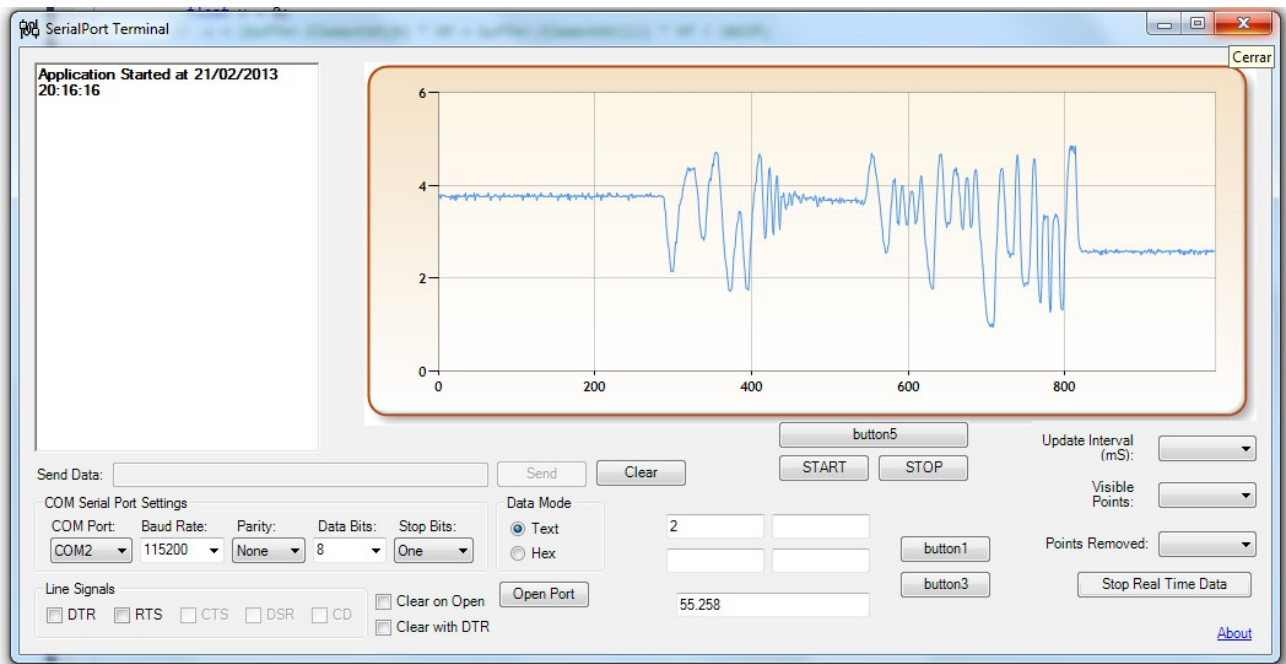 SerialPort Terminal
Cerrar
Application Started at 21/02/2013
20:16:16
6
4
2
0
0 200 400 600 800
button5
START STOP
Update Interval
(mS):
Visible
Points:
Points Removed:
Stop Real Time Data
About
Send Data: Send Clear
COM Serial Port Settings
COM Port: Baud Rate: Parity: Data Bits: Stop Bits:
COM2 115200 None 8 One
Data Mode
Text
Hex
2
button1
button3
55.258
Line Signals
DTR RTS CTS DSR CD
Clear on Open
Clear with DTR
Open Port